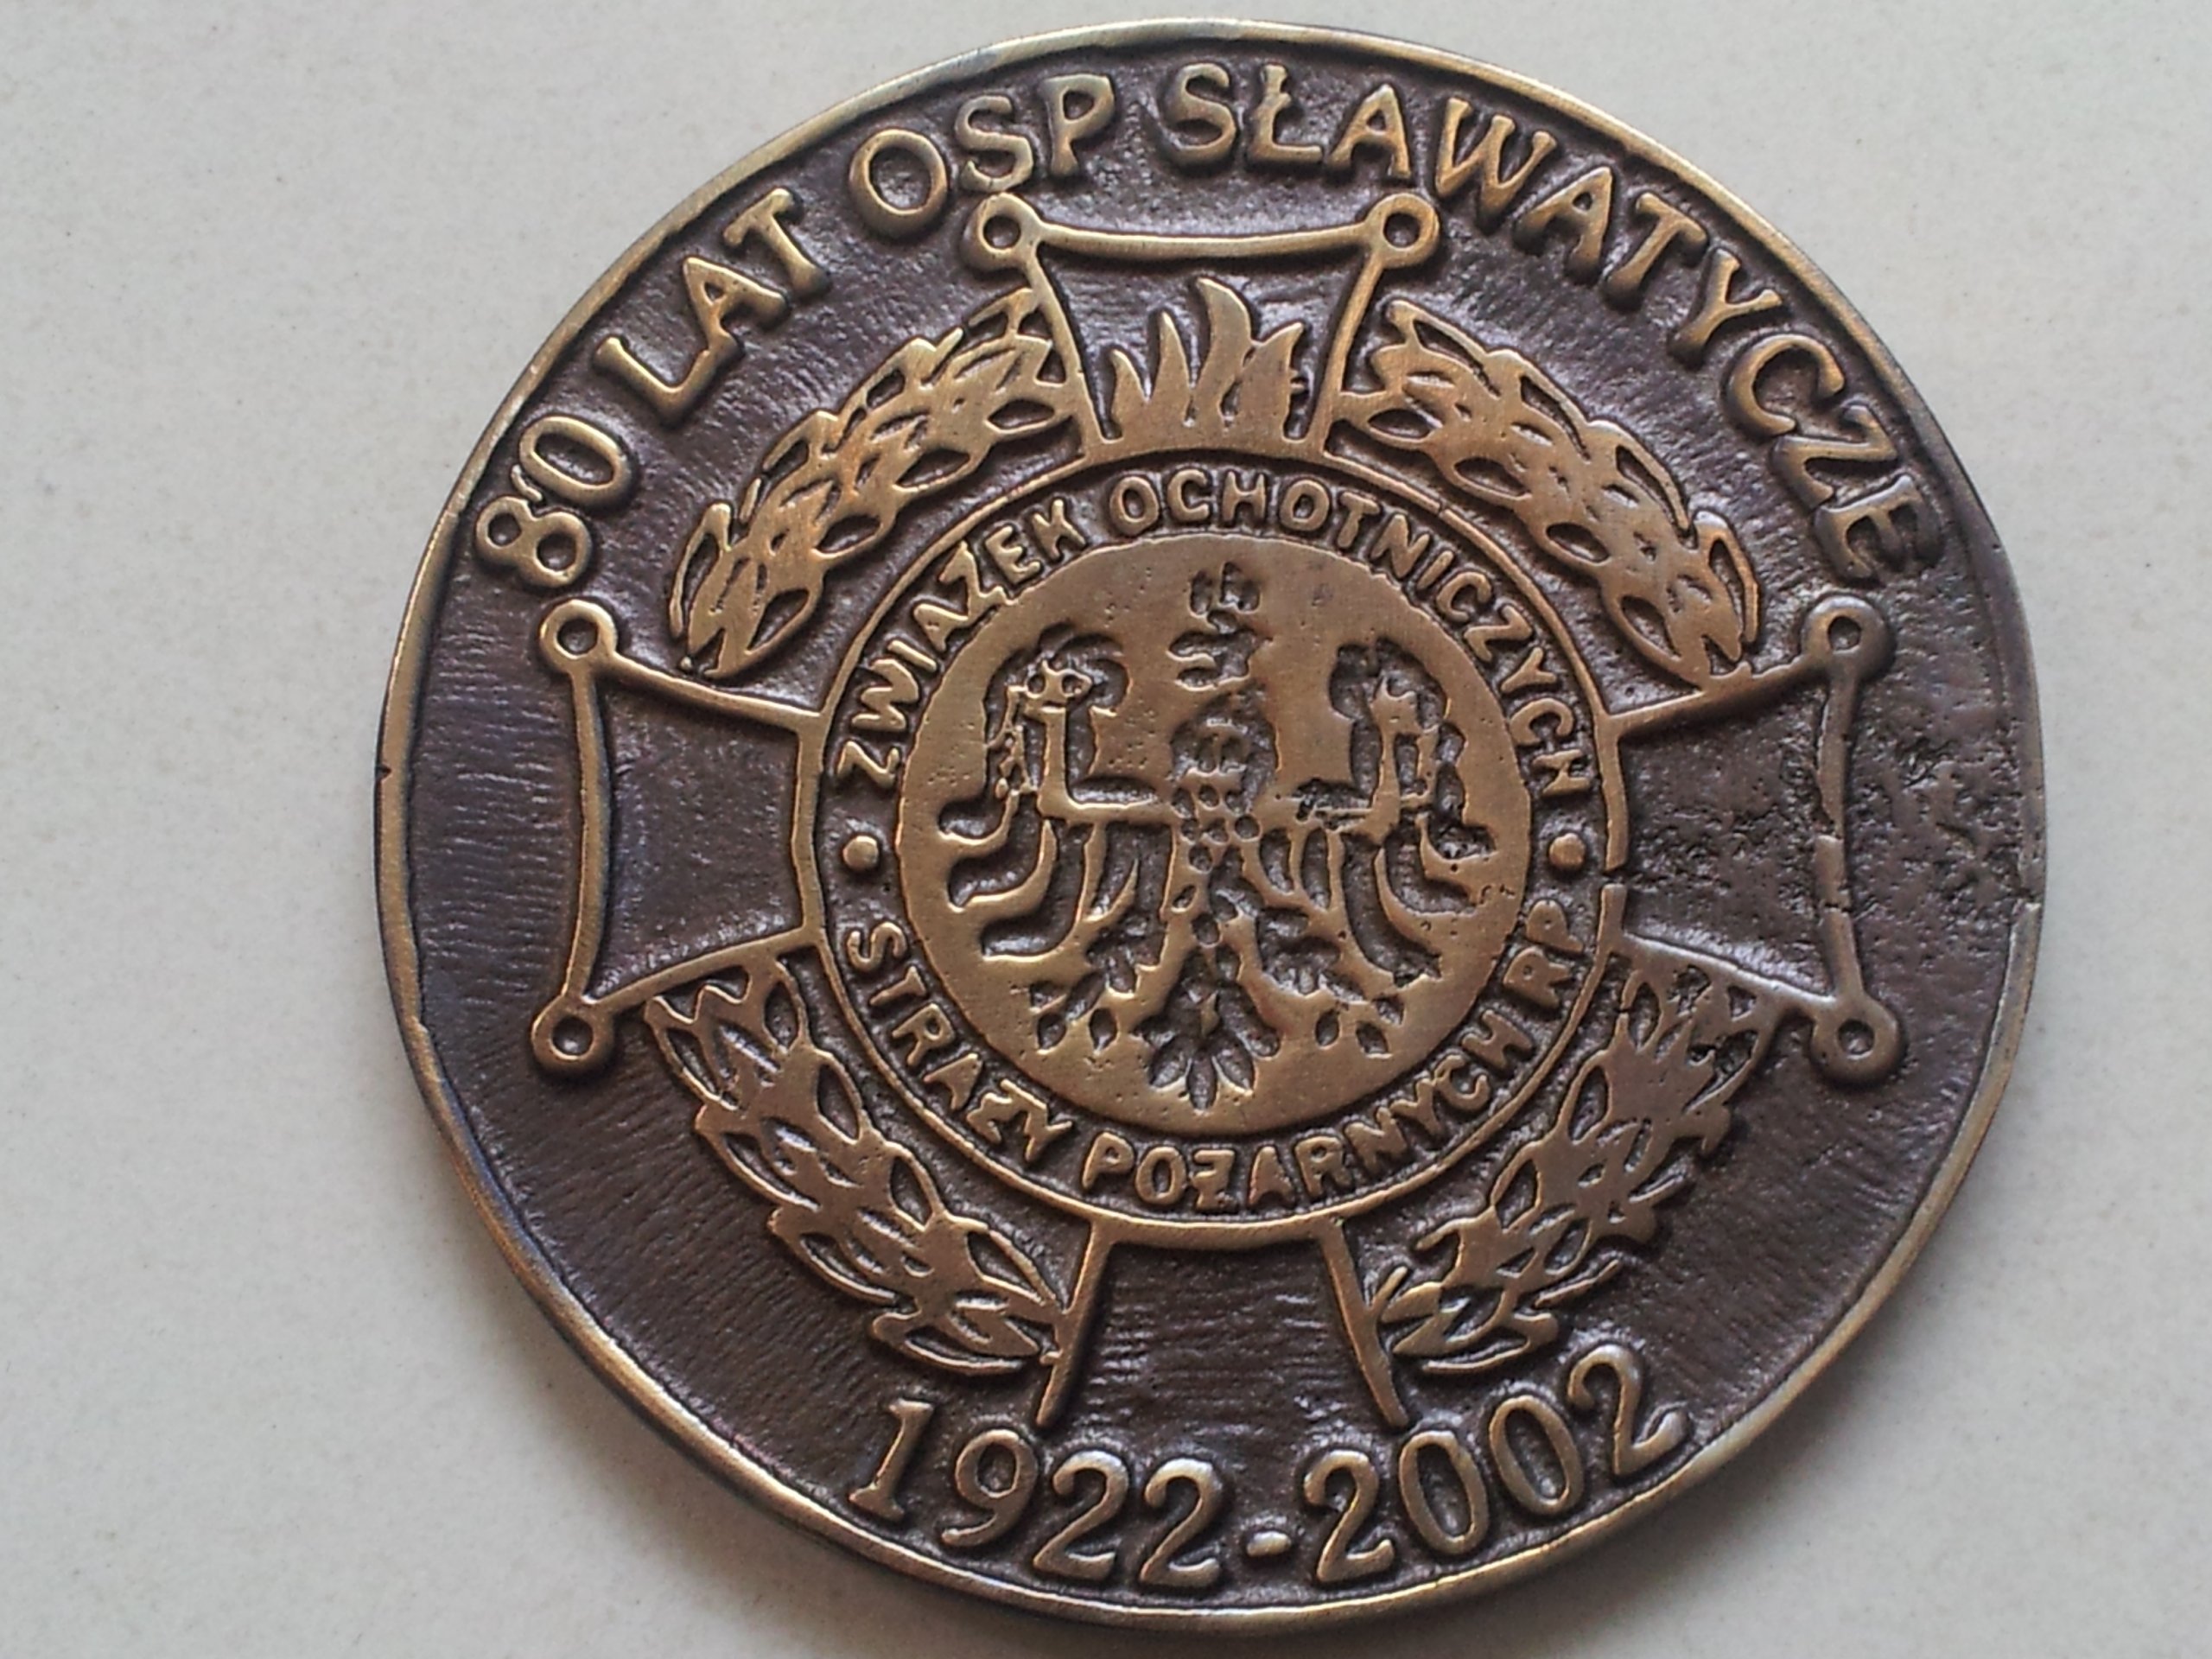 80 LAT OSP SŁAWATYCZE
ZWIĄZEK OCHOTNICZYCH
STRAŻY POŻARNYCH RP
1922-2002